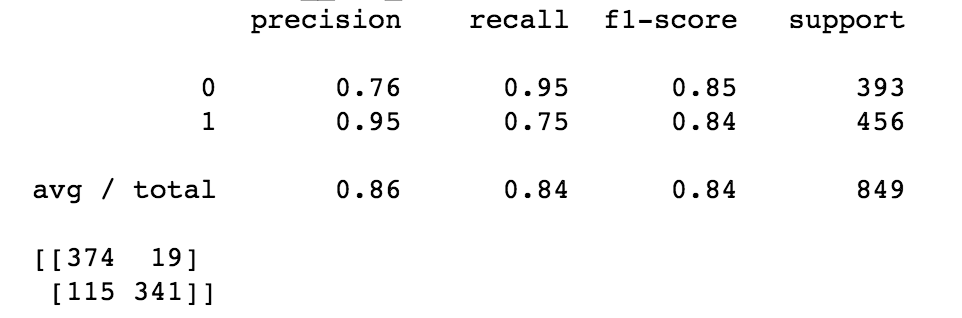 precision recall f1-score support
0 0.76 0.95 0.85 393
1 0.95 0.75 0.84 456
avg / total 0.86 0.84 0.84 849
[[374 19]
[115 341]]